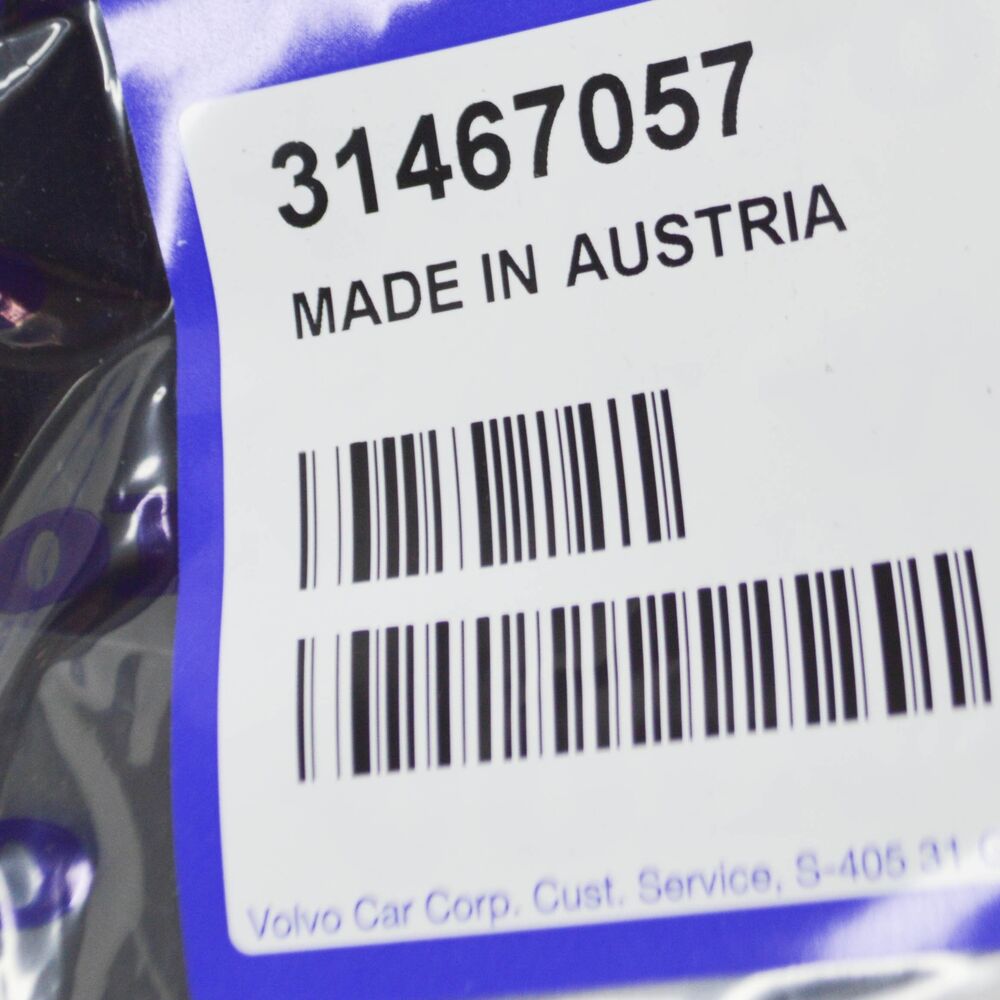 31467057
MADE IN AUSTRIA
Volvo Car Corp. Cust. Service, S-405 31